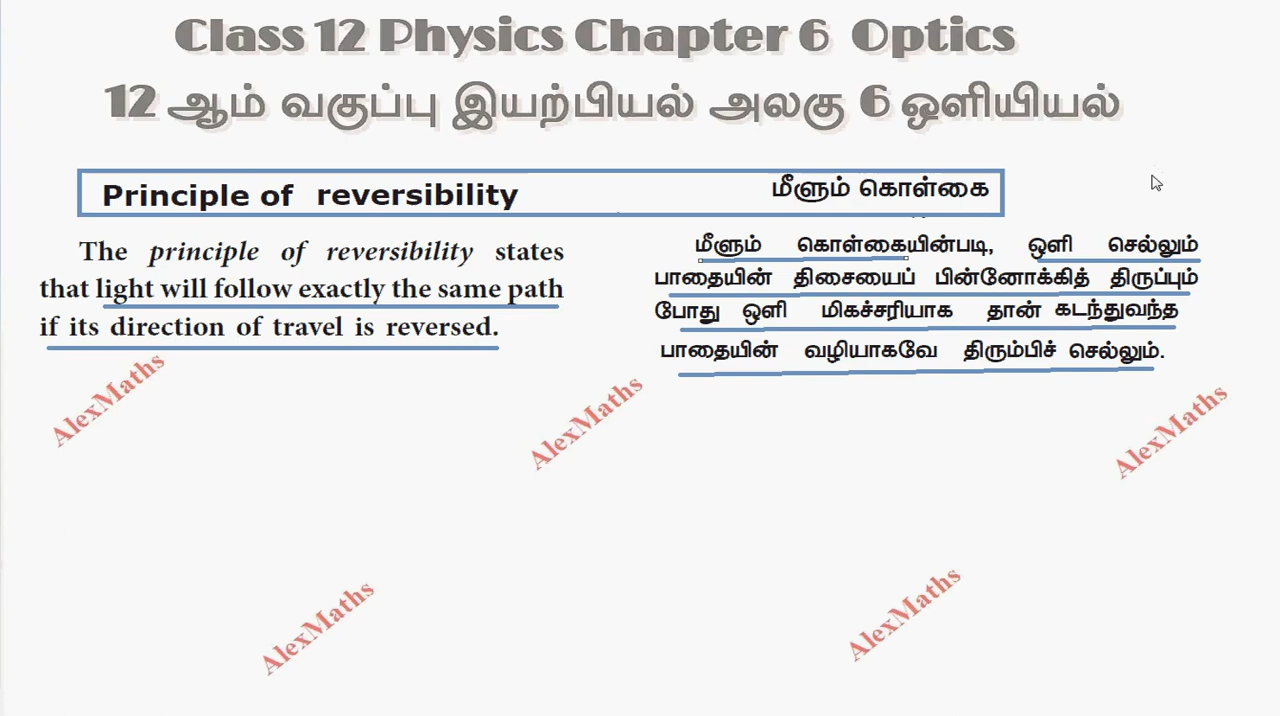 Class 12 Physics Chapter 6 Optics
12 ஆம் வகுப்பு இயற்பியல் அலகு 6 ஒளியியல்
Principle of reversibility
மீளும் கொள்கை
The principle of reversibility states
that light will follow exactly the same path
if its direction of travel is reversed.
மீளும் கொள்கையின்படி, ஒளி செல்லும்
பாதையின் திசையைப் பின்னோக்கித் திருப்பும்
போது ஒளி மிகச்சரியாக தான் கடந்துவந்த
பாதையின் வழியாகவே திரும்பிச் செல்லும்.
AlexMaths
AlexMaths
AlexMaths
AlexMaths
AlexMaths